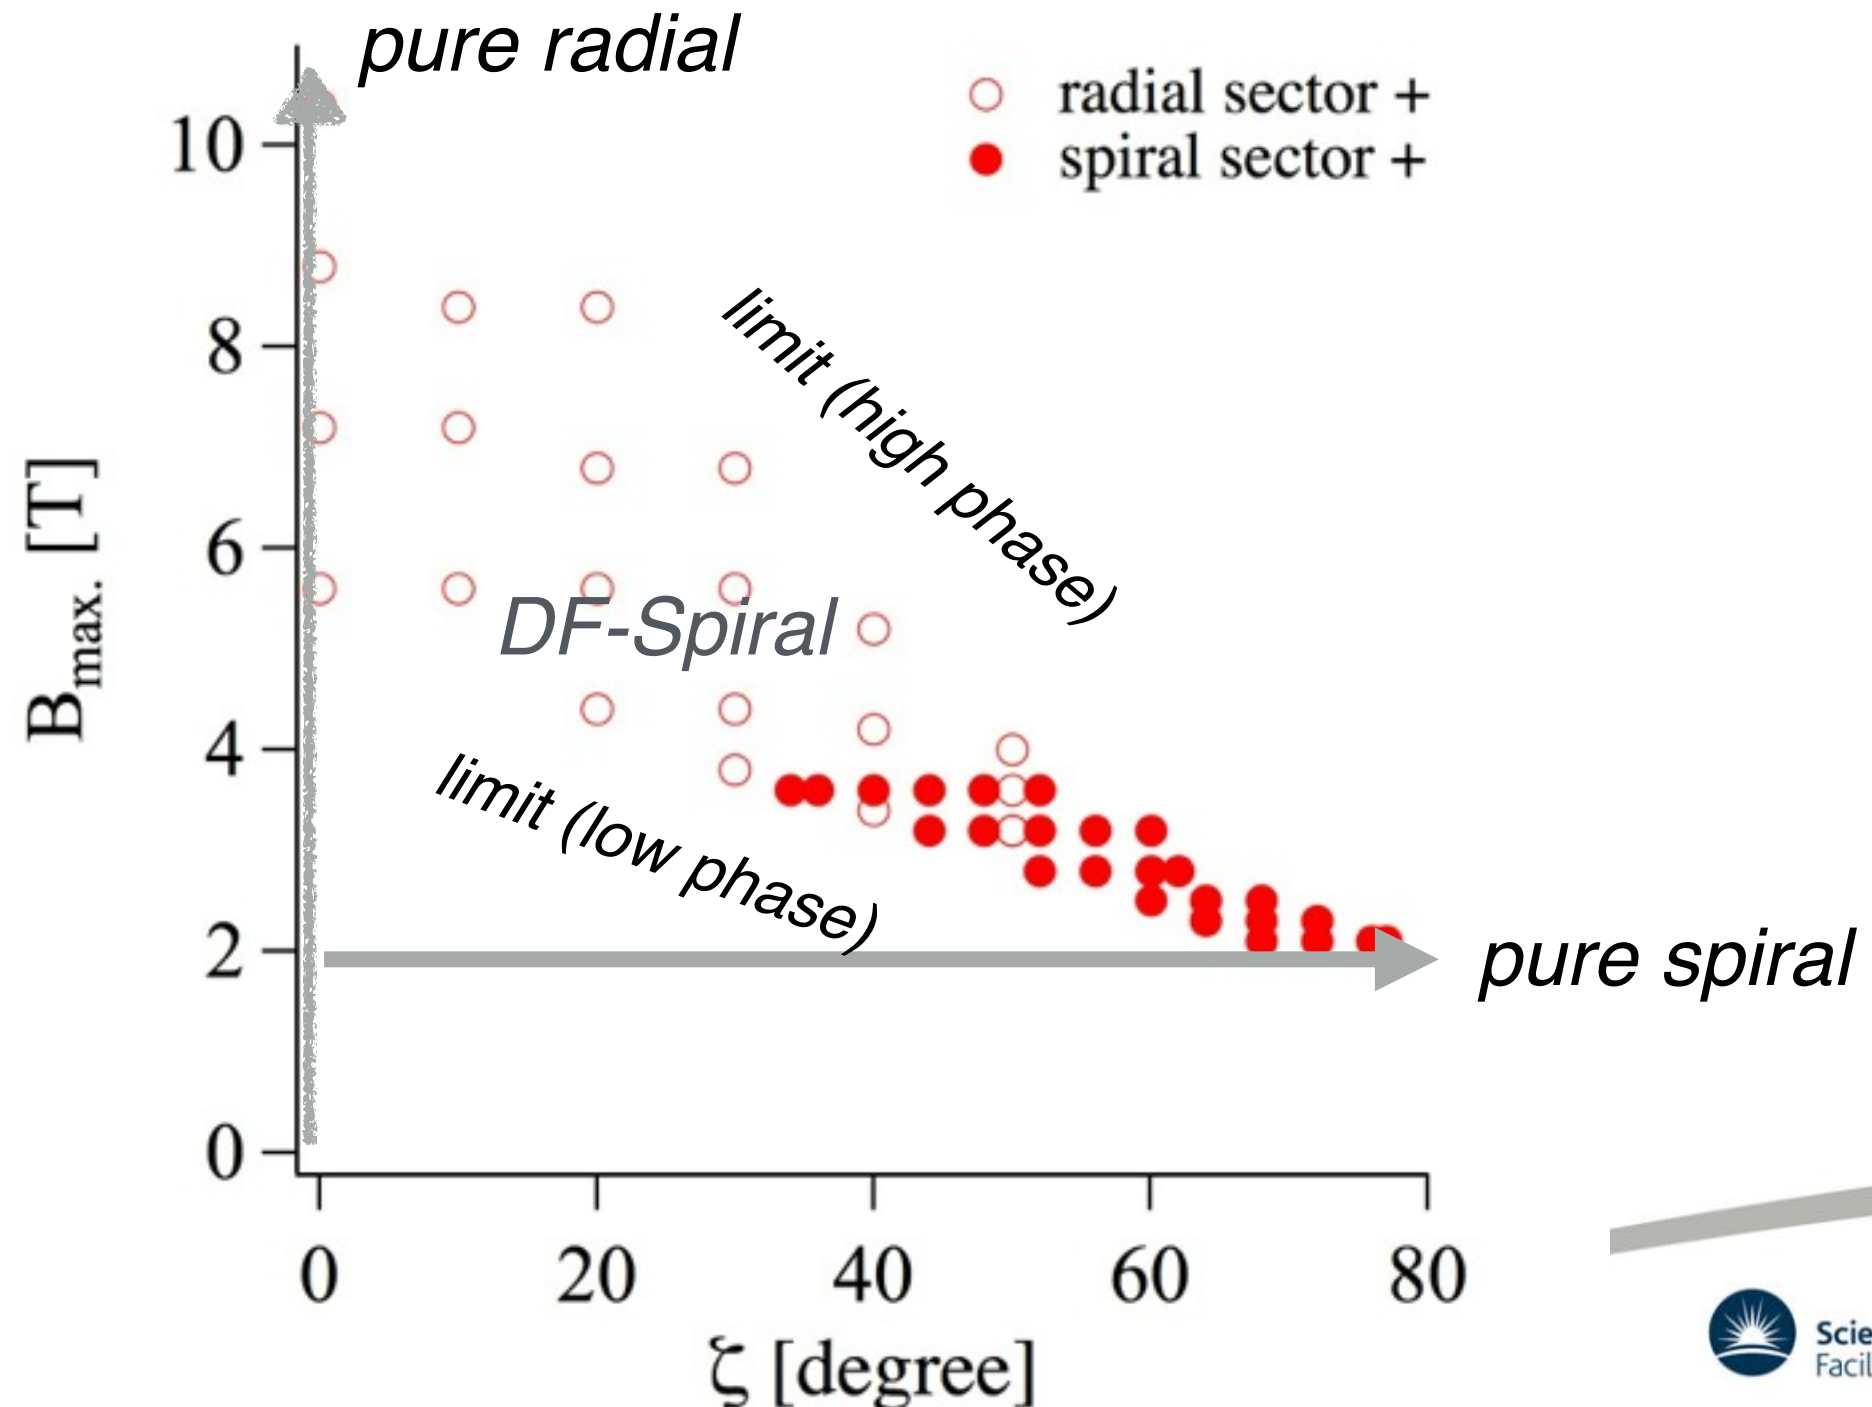 pure radial
radial sector +
spiral sector +
10
8
6
4
2
0
Bmax. [T]
limit (high phase)
DF-Spiral
limit (low phase)
pure spiral
0 20 40 60 80
ζ [degree]